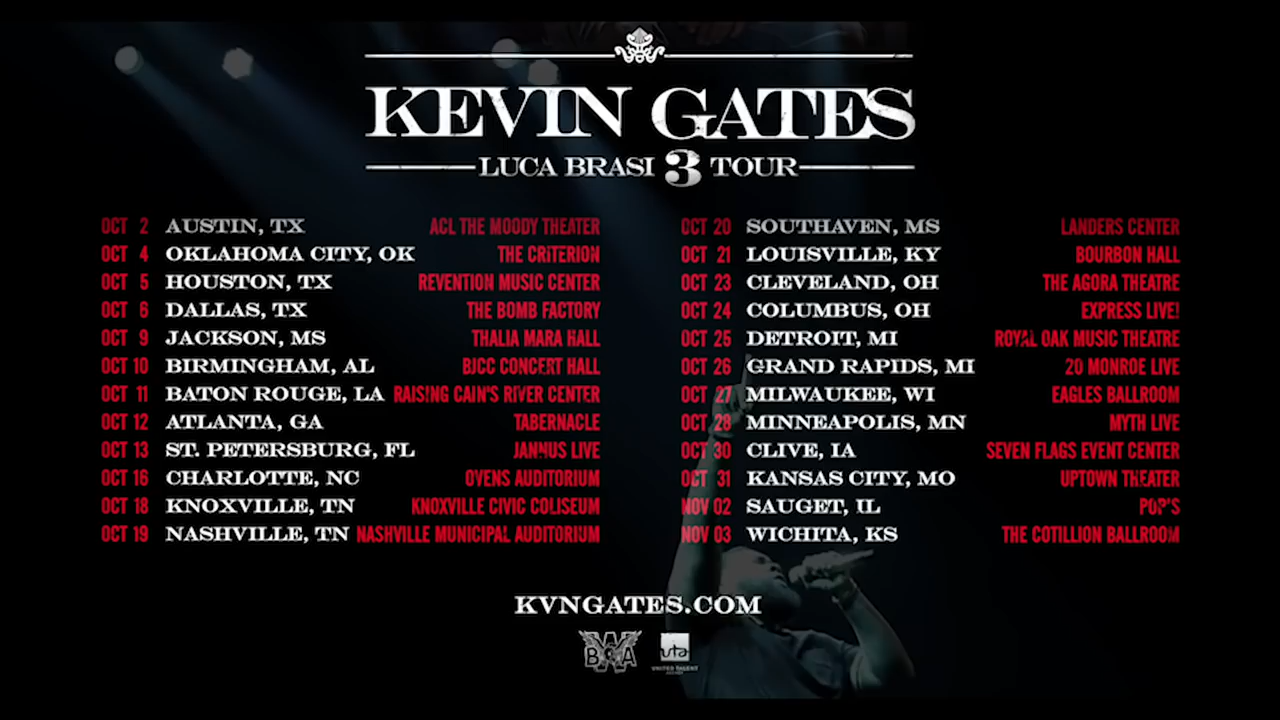 KEVIN GATES
LUCA BRASI 3 TOUR
OCT 2 AUSTIN, TX ACL THE MOODY THEATER
OCT 4 OKLAHOMA CITY, OK THE CRITERION
OCT 5 HOUSTON, TX REVENTION MUSIC CENTER
OCT 6 DALLAS, TX THE BOMB FACTORY
OCT 9 JACKSON, MS THALIA MARA HALL
OCT 10 BIRMINGHAM, AL BJCC CONCERT HALL
OCT 11 BATON ROUGE, LA RAISING CAIN'S RIVER CENTER
OCT 12 ATLANTA, GA TABERNACLE
OCT 13 ST. PETERSBURG, FL JANNUS LIVE
OCT 16 CHARLOTTE, NC OVENS AUDITORIUM
OCT 18 KNOXVILLE, TN KNOXVILLE CIVIC COLISEUM
OCT 19 NASHVILLE, TN NASHVILLE MUNICIPAL AUDITORIUM
OCT 20 SOUTHAVEN, MS LANDERS CENTER
OCT 21 LOUISVILLE, KY BOURBON HALL
OCT 23 CLEVELAND, OH THE AGORA THEATRE
OCT 24 COLUMBUS, OH EXPRESS LIVE!
OCT 25 DETROIT, MI ROYAL OAK MUSIC THEATRE
OCT 26 GRAND RAPIDS, MI 20 MONROE LIVE
OCT 27 MILWAUKEE, WI EAGLES BALLROOM
OCT 28 MINNEAPOLIS, MN MYTH LIVE
OCT 30 CLIVE, IA SEVEN FLAGS EVENT CENTER
OCT 31 KANSAS CITY, MO UPTOWN THEATER
NOV 02 SAUGET, IL POP'S
NOV 03 WICHITA, KS THE COTILLION BALLROOM
KVNGATES.COM
BWA
uta
UNITED TALENT